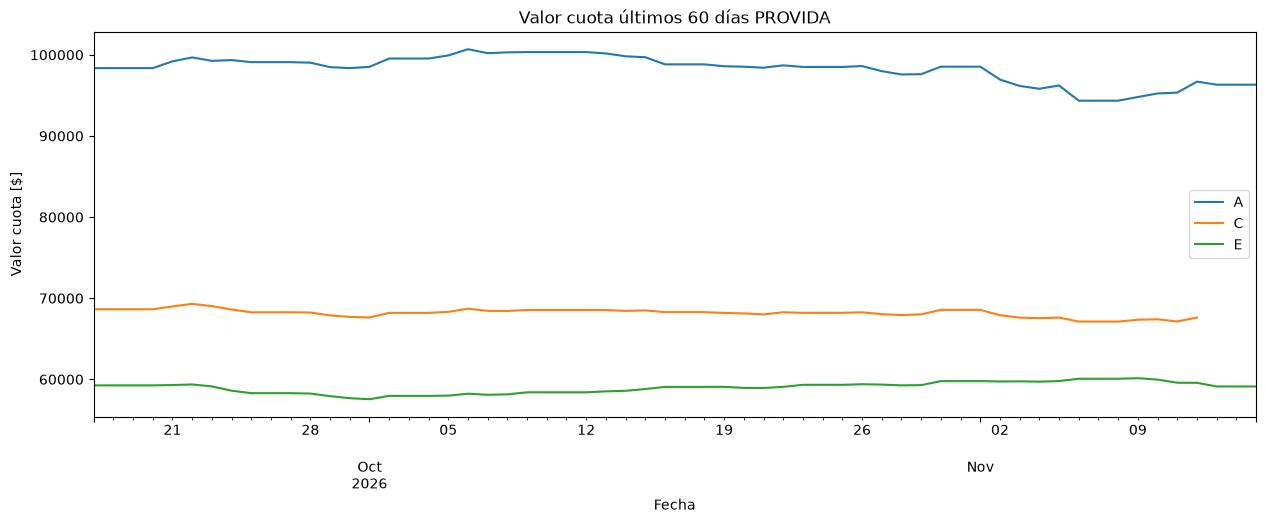 Valor cuota últimos 60 días PROVIDA
Valor cuota [$]
100000
90000
80000
70000
60000
A
C
E
21
28
05
12
19
26
02
09
Oct
2026
Nov
Fecha